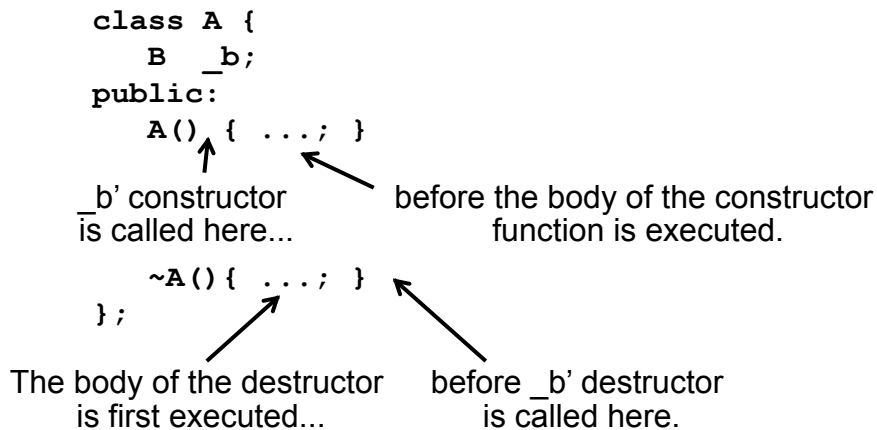 class A {
B _b;
public:
A() { ...; }
_b’ constructor
is called here...
before the body of the constructor
function is executed.
~A(){ ...; }
};
The body of the destructor
is first executed...
before _b’ destructor
is called here.